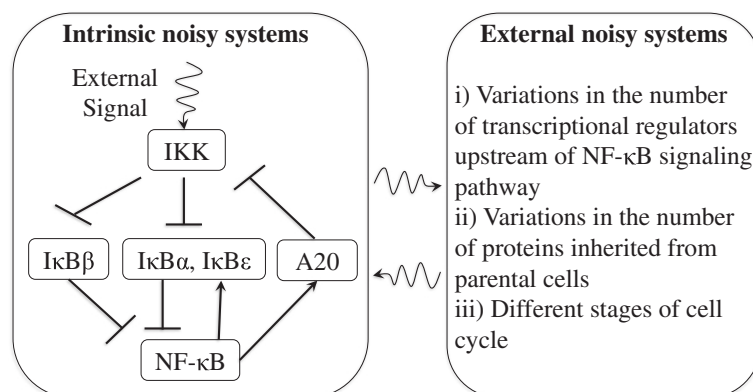 Intrinsic noisy systems
External
Signal
IKK
IκBβ
IκBα, IκBε
A20
NF-κB
External noisy systems
i) Variations in the number
of transcriptional regulators
upstream of NF-κB signaling
pathway
ii) Variations in the number
of proteins inherited from
parental cells
iii) Different stages of cell
cycle